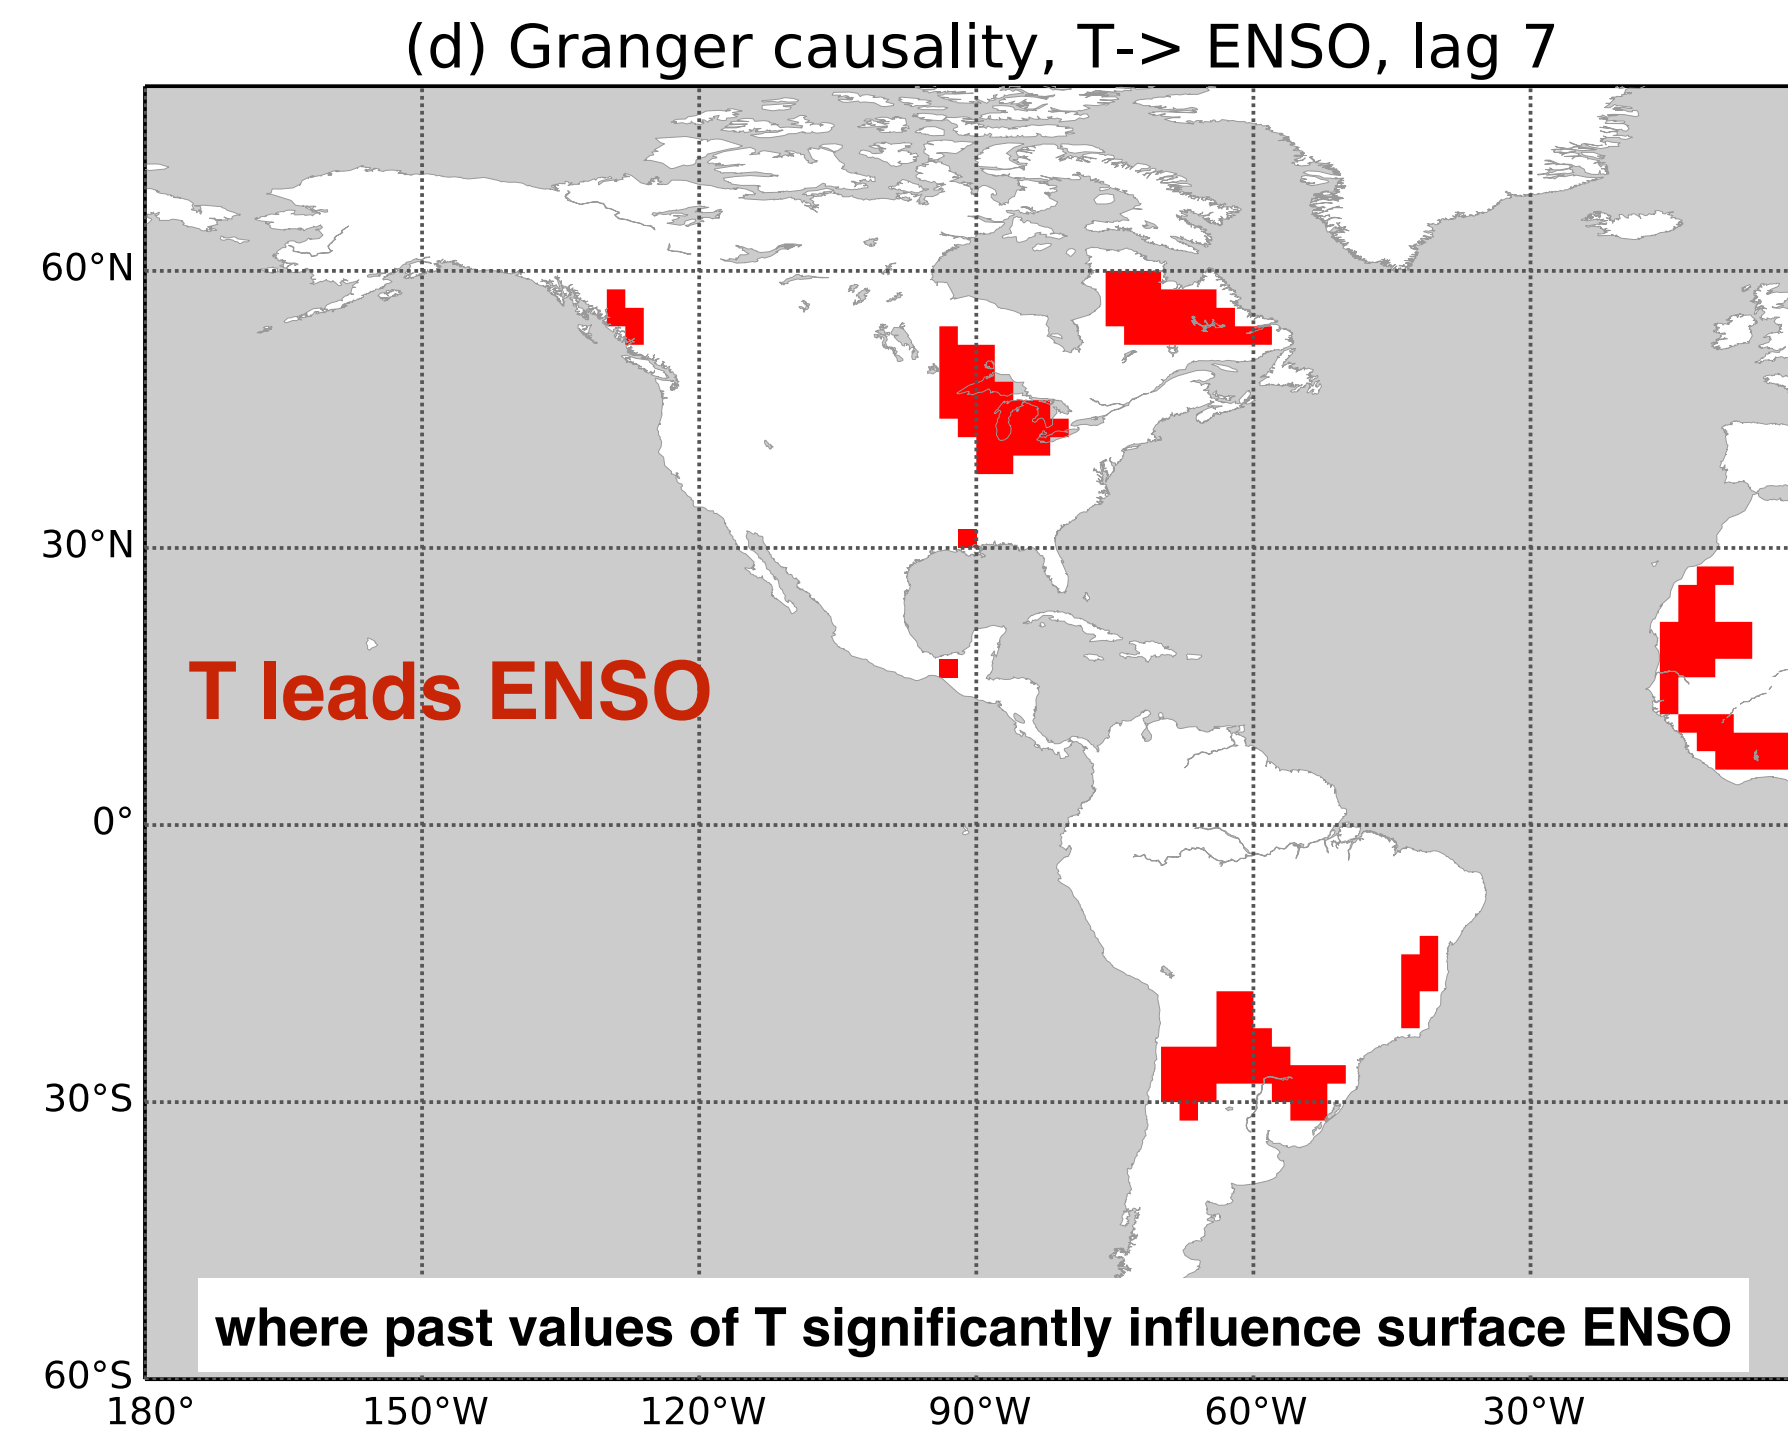 (d) Granger causality, T-> ENSO, lag 7
60°N
30°N
T leads ENSO
0°
30°S
where past values of T significantly influence surface ENSO
60°S
180° 150°W 120°W 90°W 60°W 30°W